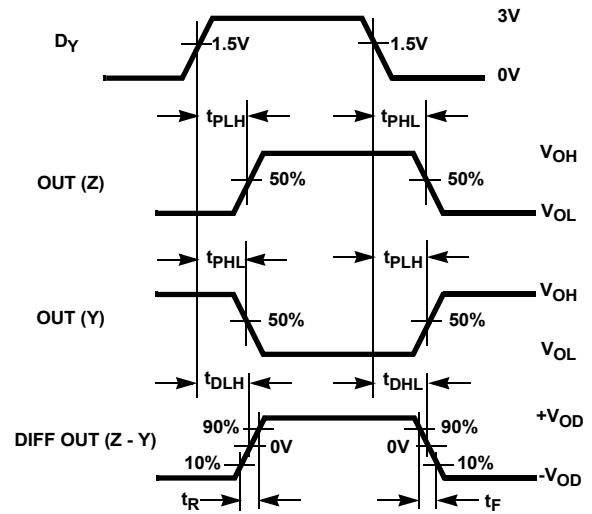 3V
DY
1.5V
1.5V
0V
tPLH
tPHL
OUT (Z)
50%
50%
VOH
VOL
tPHL
tPLH
OUT (Y)
50%
50%
VOH
VOL
tDLH
tDHL
DIFF OUT (Z - Y)
90%
0V
10%
0V
90%
10%
+VOD
-VOD
tR
tF